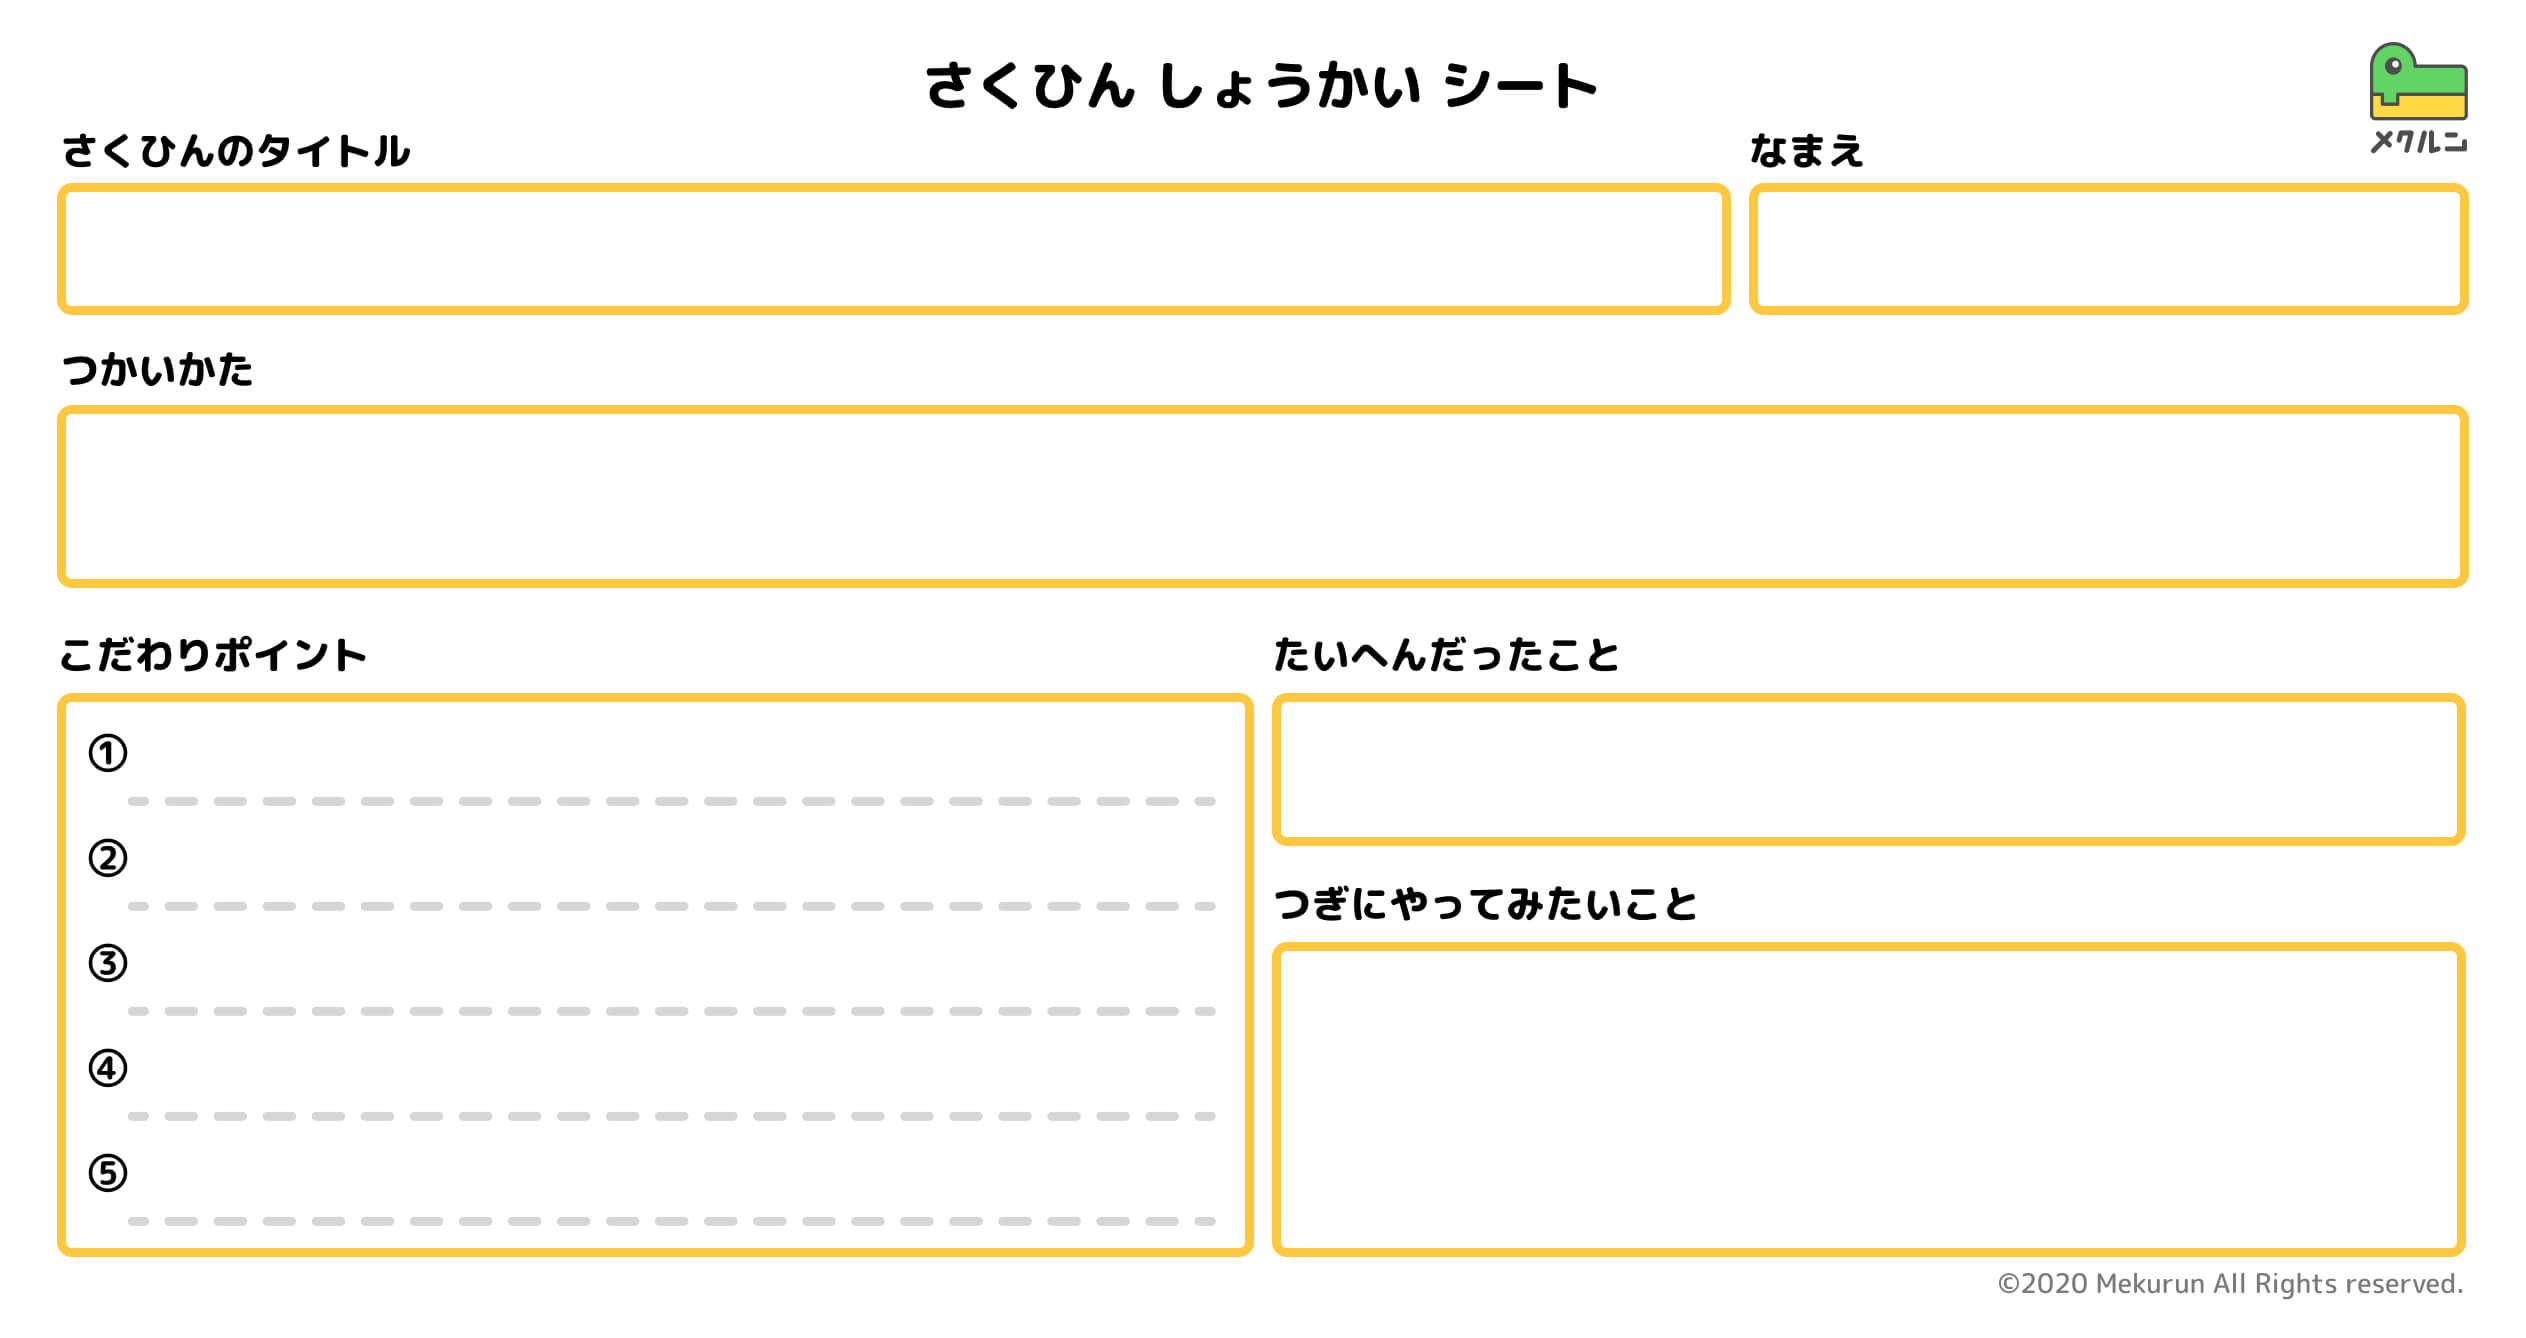 さくひん しょうかい シート
メクルン
さくひんのタイトル
なまえ
つかいかた
こだわりポイント
①
②
③
④
⑤
たいへんだったこと
つぎにやってみたいこと
©2020 Mekurun All Rights reserved.